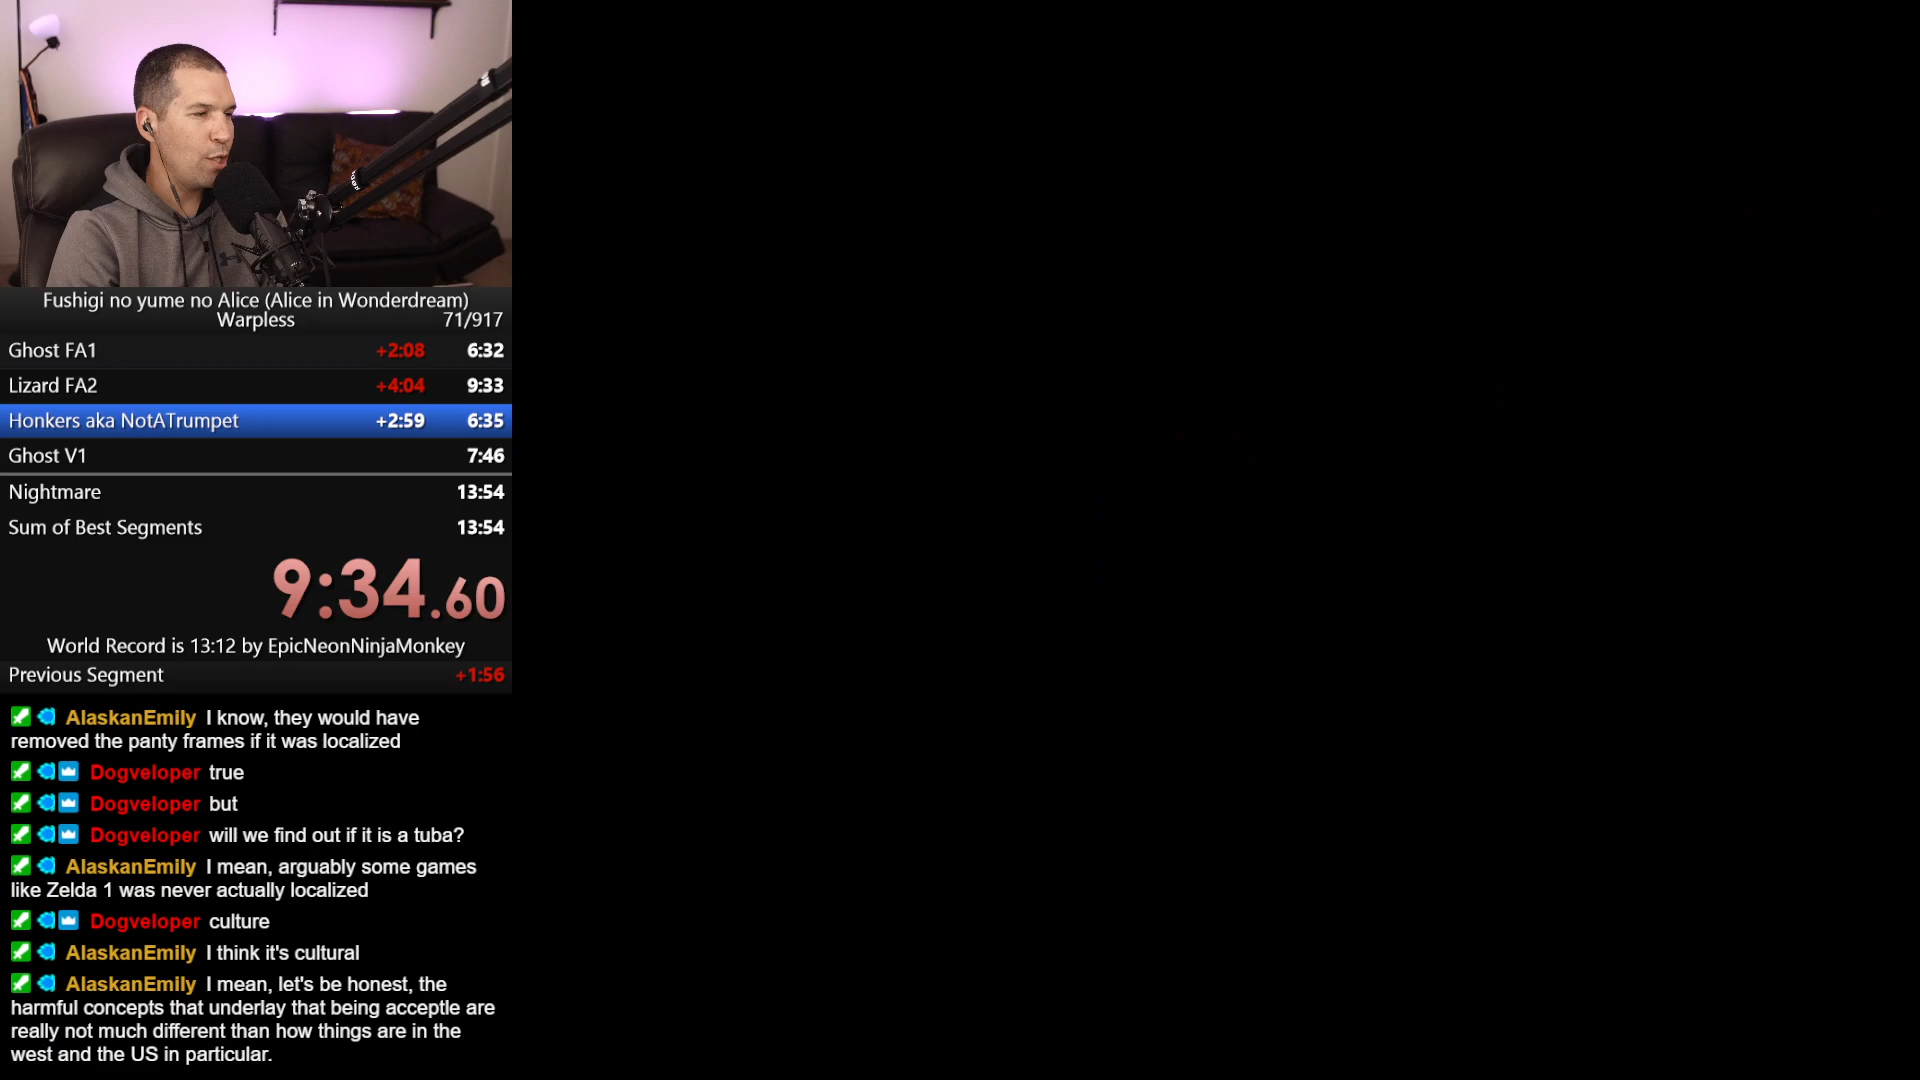 Fushigi no yume no Alice (Alice in Wonderdream)
Warpless 71/917
Ghost FA1 +2:08 6:32
Lizard FA2 +4:04 9:33
Honkers aka NotATrumpet +2:59 6:35
Ghost V1 7:46
Nightmare 13:54
Sum of Best Segments 13:54
9:34.60
World Record is 13:12 by EpicNeonNinjaMonkey
Previous Segment +1:56
AlaskanEmily I know, they would have
removed the panty frames if it was localized
Dogveloper true
Dogveloper but
Dogveloper will we find out if it is a tuba?
AlaskanEmily I mean, arguably some games
like Zelda 1 was never actually localized
Dogveloper culture
AlaskanEmily I think it's cultural
AlaskanEmily I mean, let's be honest, the
harmful concepts that underlay that being acceptle are
really not much different than how things are in the
west and the US in particular.